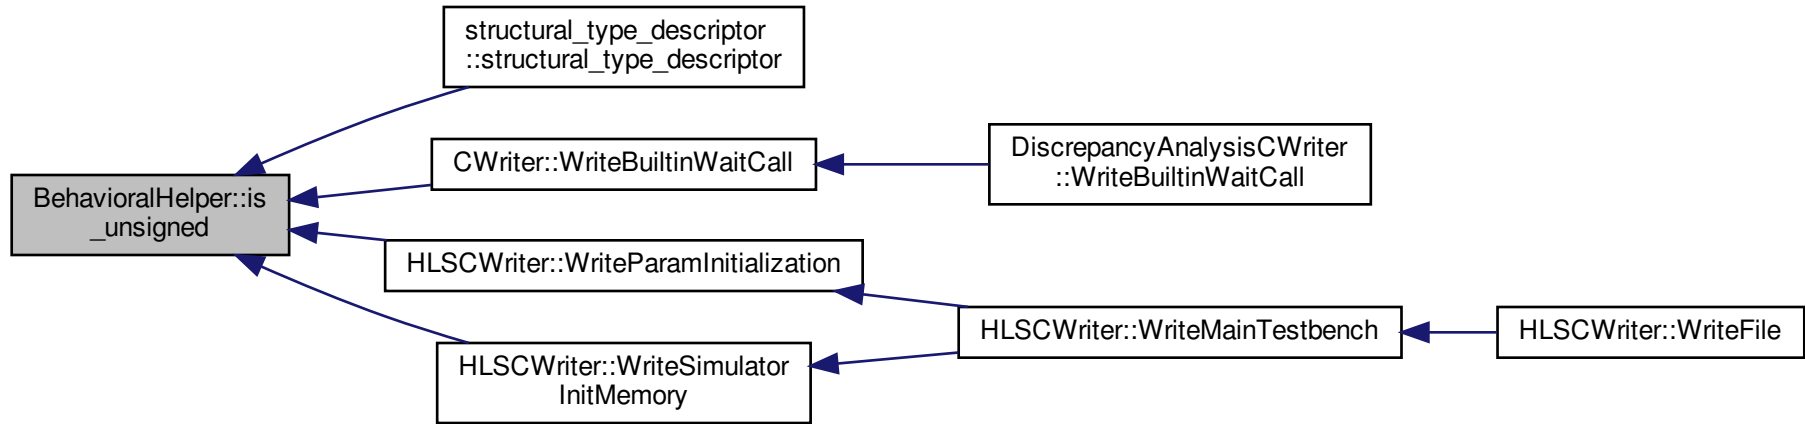 structural_type_descriptor
::structural_type_descriptor
CWriter::WriteBuiltinWaitCall
DiscrepancyAnalysisCWriter
::WriteBuiltinWaitCall
BehavioralHelper::is
_unsigned
HLSCWriter::WriteParamInitialization
HLSCWriter::WriteMainTestbench
HLSCWriter::WriteFile
HLSCWriter::WriteSimulator
InitMemory